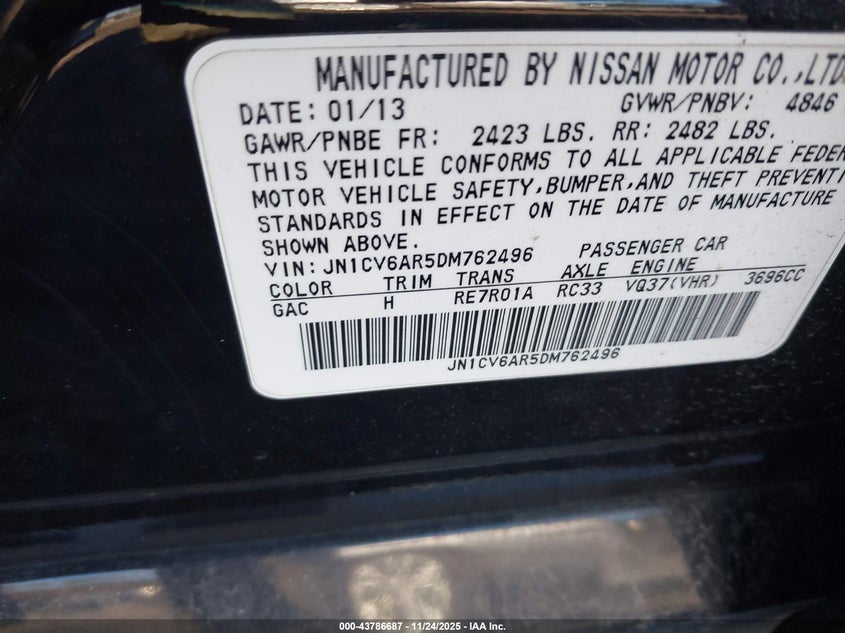 MANUFACTURED BY NISSAN MOTOR CO.,LTD.
DATE: 01/13 GVWR/PNBV: 4846
GAWR/PNBE FR: 2423 LBS. RR: 2482 LBS.
THIS VEHICLE CONFORMS TO ALL APPLICABLE FEDER
MOTOR VEHICLE SAFETY,BUMPER,AND THEFT PREVENTI
STANDARDS IN EFFECT ON THE DATE OF MANUFACTURE
SHOWN ABOVE.
VIN:JN1CV6AR5DM762496 PASSENGER CAR
COLOR TRIM TRANS AXLE ENGINE
GAC H RE7R01A RC33 VQ37(VHR) 3696CC
JN1CV6AR5DM762496
000-43786687 - 11/24/2025 - IAA Inc.